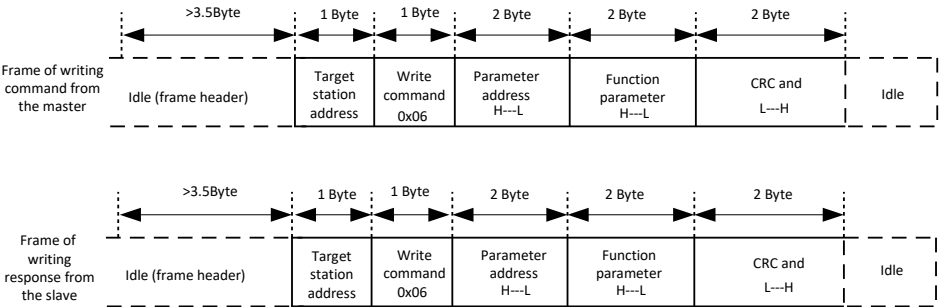 >3.5Byte 1 Byte 1 Byte 2 Byte 2 Byte 2 Byte
Frame of writing
command from
the master
Idle (frame header)
Target
station
address
Write
command
0x06
Parameter
address
H---L
Function
parameter
H---L
CRC and
L---H
Idle
>3.5Byte 1 Byte 1 Byte 2 Byte 2 Byte 2 Byte
Frame of
writing
response from
the slave
Idle (frame header)
Target
station
address
Write
command
0x06
Parameter
address
H---L
Function
parameter
H---L
CRC and
L---H
Idle